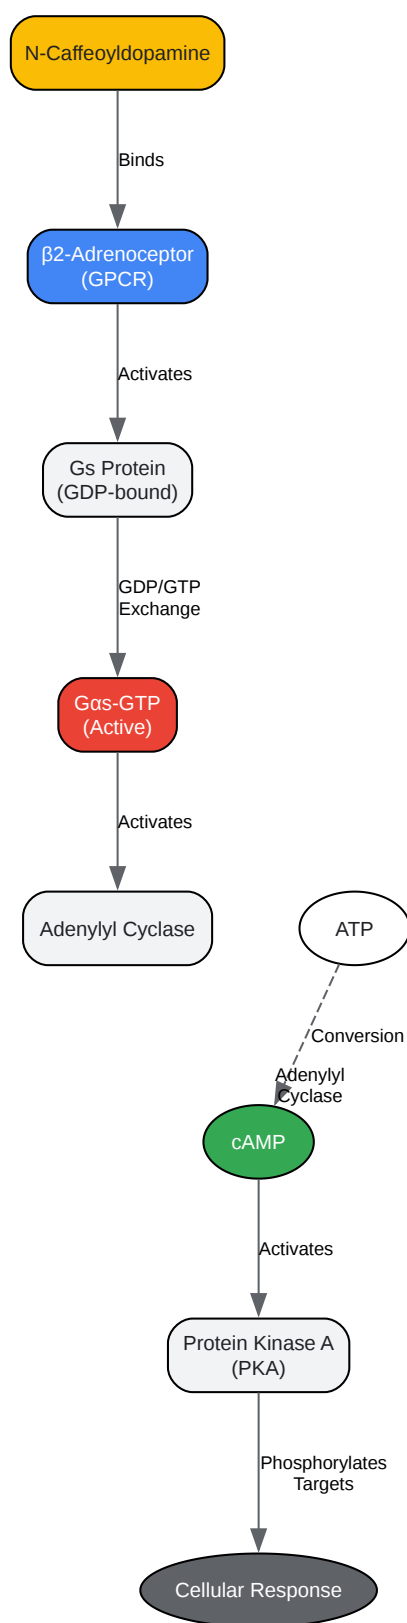 N-Caffeoyldopamine
Binds
β2-Adrenoceptor
(GPCR)
Activates
Gs Protein
(GDP-bound)
GDP/GTP
Exchange
Gαs-GTP
(Active)
Activates
Adenylyl Cyclase
ATP
Conversion
Adenylyl
Cyclase
cAMP
Activates
Protein Kinase A
(PKA)
Phosphorylates
Targets
Cellular Response